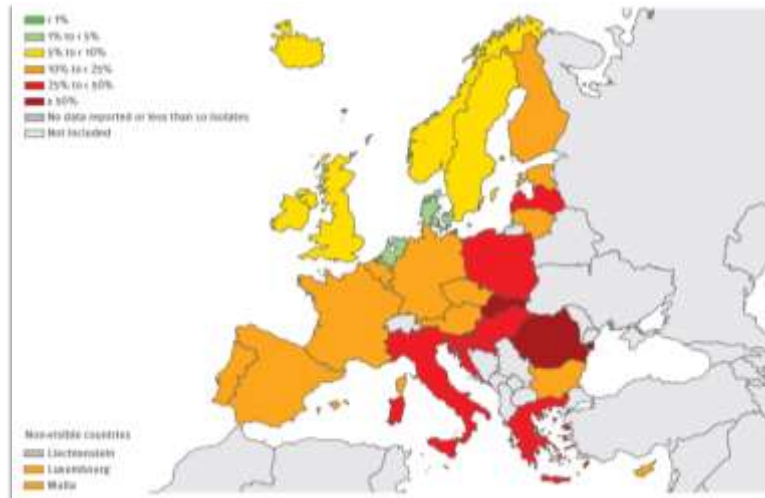 < 1%
1% to < 5%
5% to < 10%
10% to < 25%
25% to < 50%
≥ 50%
No data reported or less than 10 isolates
Not included
Non-visible countries
Liechtenstein
Luxembourg
Malta